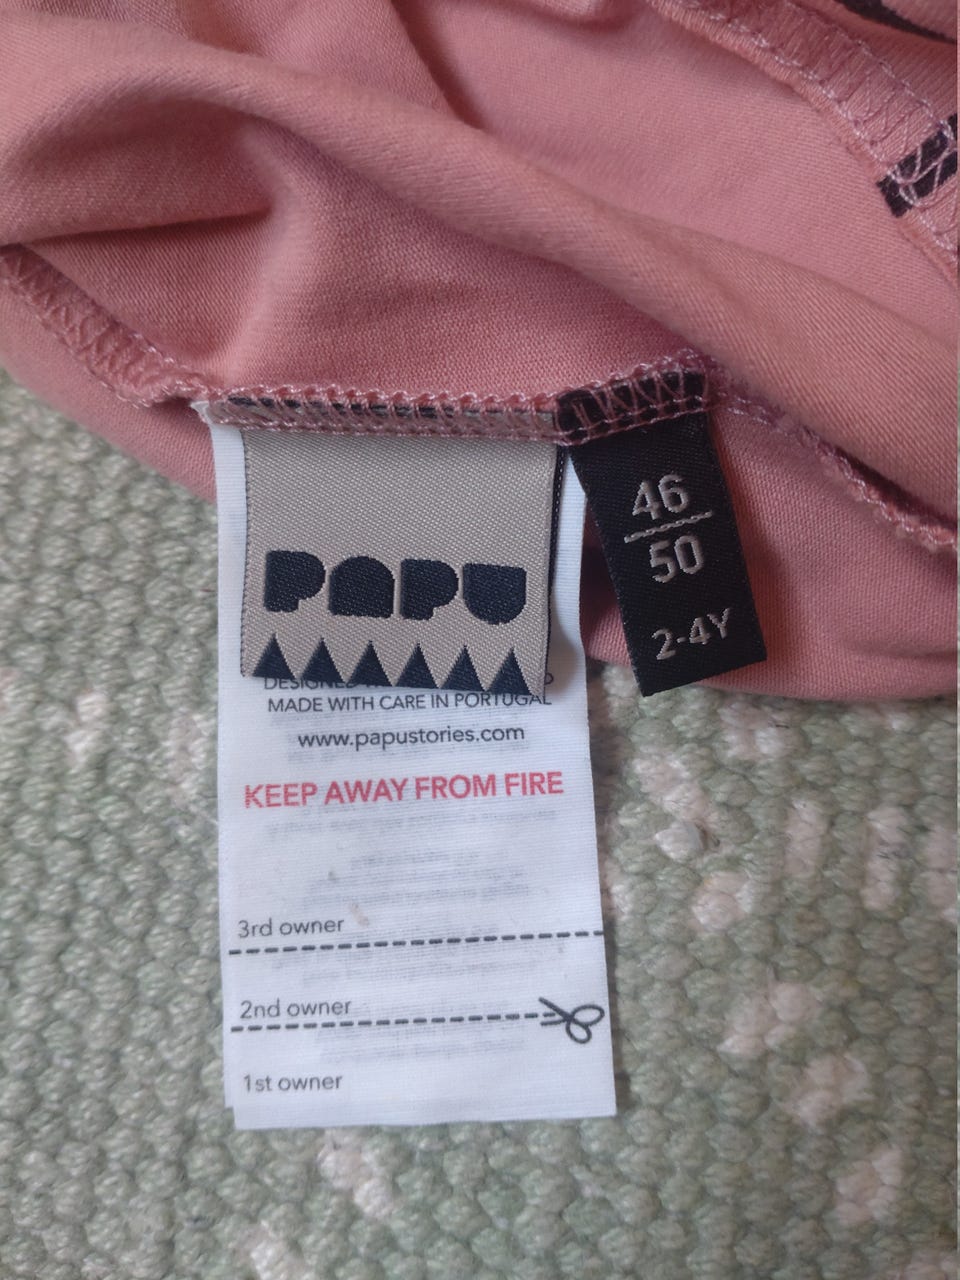 PAPU
46
50
2-4Y
DESIGNED
MADE WITH CARE IN PORTUGAL
www.papustories.com
KEEP AWAY FROM FIRE
3rd owner
2nd owner
1st owner